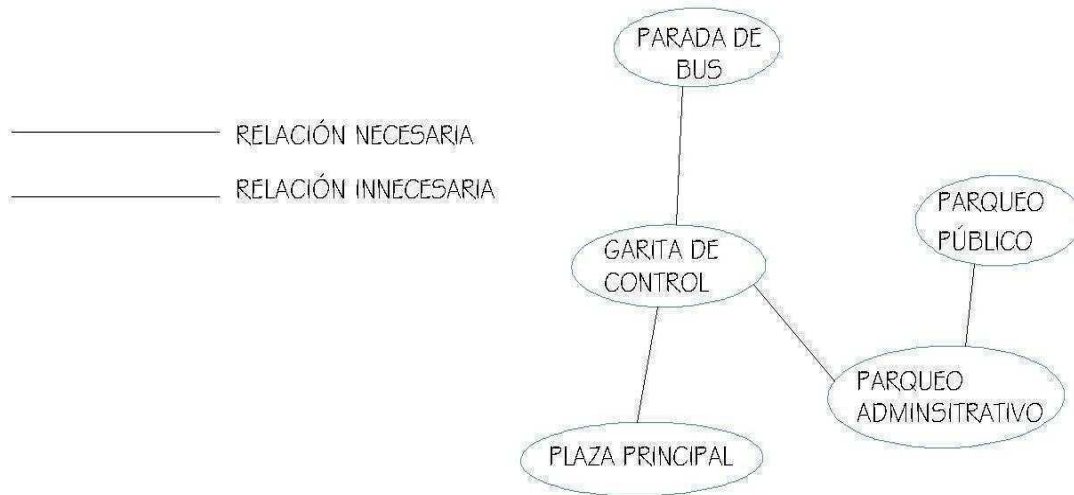 PARADA DE
BUS
RELACIÓN NECESARIA
RELACIÓN INNECESARIA
PARQUEO
PÚBLICO
GARITA DE
CONTROL
PARQUEO
ADMINSITRATIVO
PLAZA PRINCIPAL